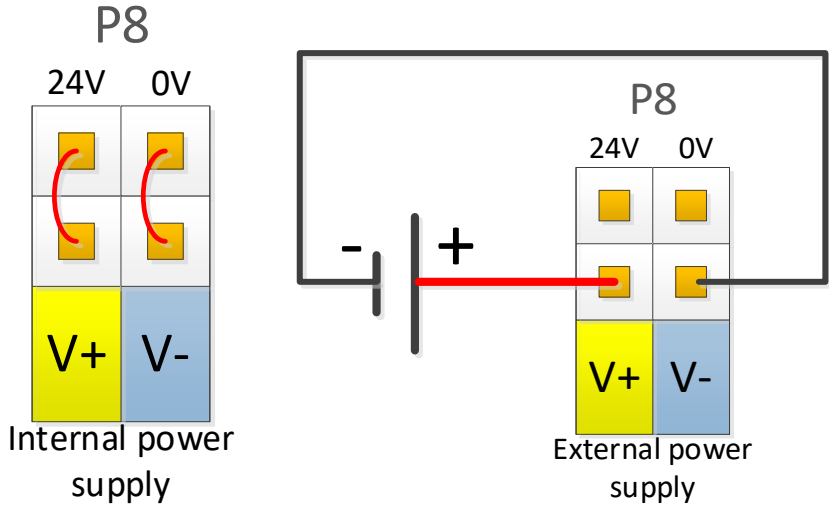 P8
24V 0V
V+ V-
Internal power
supply
- +
P8
24V 0V
V+ V-
External power
supply